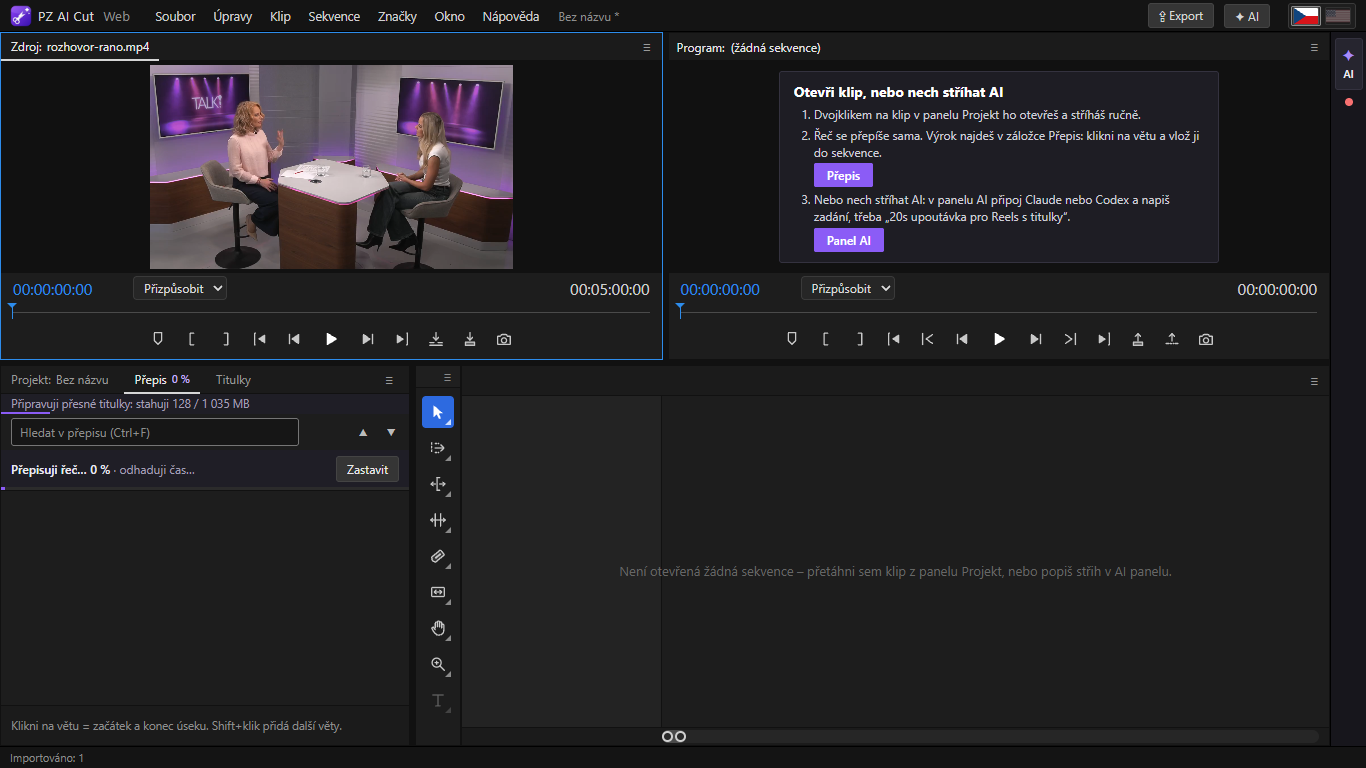 PZ AI Cut Web Soubor Úpravy Klip Sekvence Značky Okno Nápověda Bez názvu * Export AI
Zdroj: rozhovor-rano.mp4
TALK?
00:00:00:00 Přizpůsobit 00:05:00:00
Program: (žádná sekvence)
Otevři klip, nebo nech stříhat AI
1. Dvojklikem na klip v panelu Projekt ho otevřeš a stříháš ručně.
2. Řeč se přepíše sama. Výrok najdeš v záložce Přepis: klikni na větu a vlož ji
do sekvence.
Přepis
3. Nebo nech stříhat AI: v panelu AI připoj Claude nebo Codex a napiš
zadání, třeba „20s upoutávka pro Reels s titulky“.
Panel AI
00:00:00:00 Přizpůsobit 00:00:00:00
AI
Projekt: Bez názvu Přepis 0 % Titulky
Připravuji přesné titulky: stahuji 128 / 1 035 MB
Hledat v přepisu (Ctrl+F)
Přepisuji řeč... 0 % · odhaduji čas... Zastavit
Klikni na větu = začátek a konec úseku. Shift+klik přidá další věty.
Není otevřená žádná sekvence – přetáhni sem klip z panelu Projekt, nebo popiš střih v AI panelu.
Importováno: 1